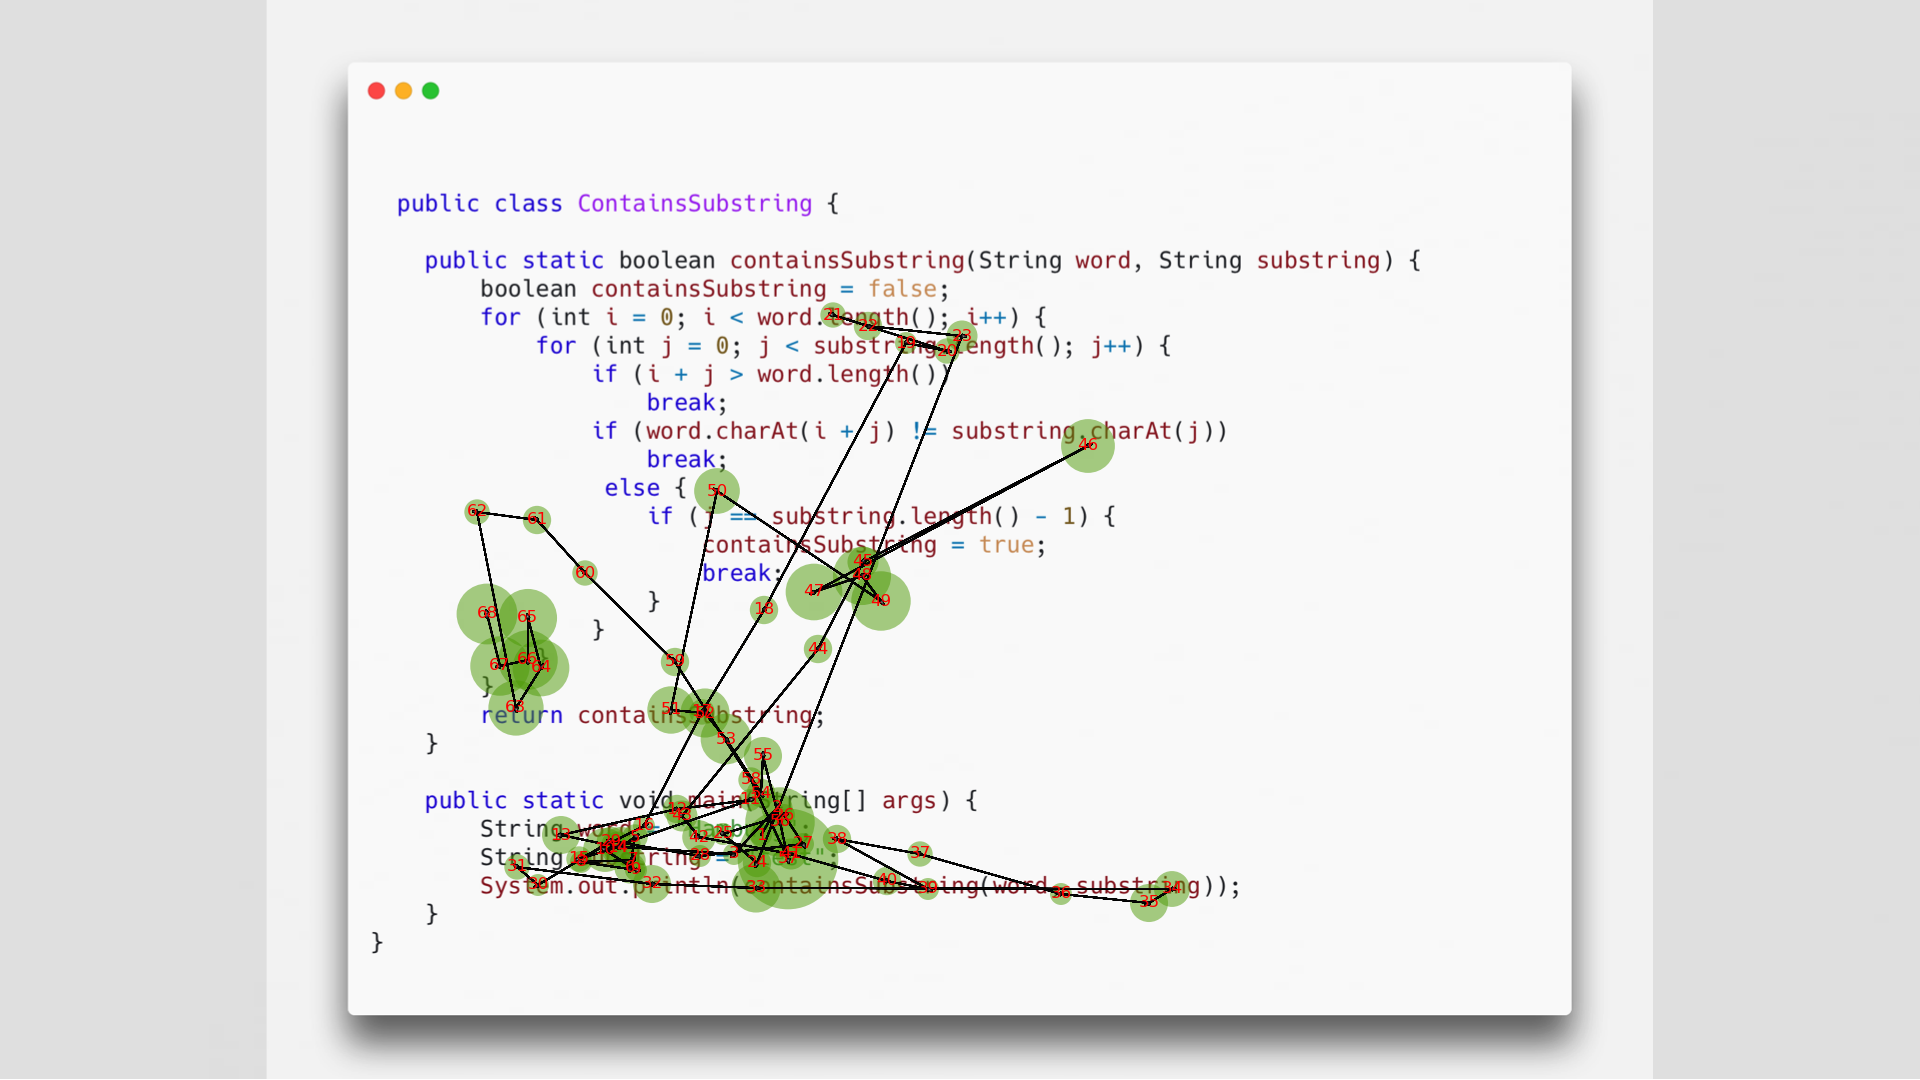 public class ContainsSubstring {
public static boolean containsSubstring(String word, String substring) {
boolean containsSubstring = false;
for (int i = 0; i < word.length(); i++) {
for (int j = 0; j < substring.length(); j++) {
if (i + j > word.length())
break;
if (word.charAt(i + j) != substring.charAt(j))
break;
else {
if (j == substring.length() - 1) {
containsSubstring = true;
break;
}
}
}
}
return containsSubstring;
}
public static void main(String[] args) {
String word =
String substring =
System.out.println(containsSubstring(word, substring));
}
}